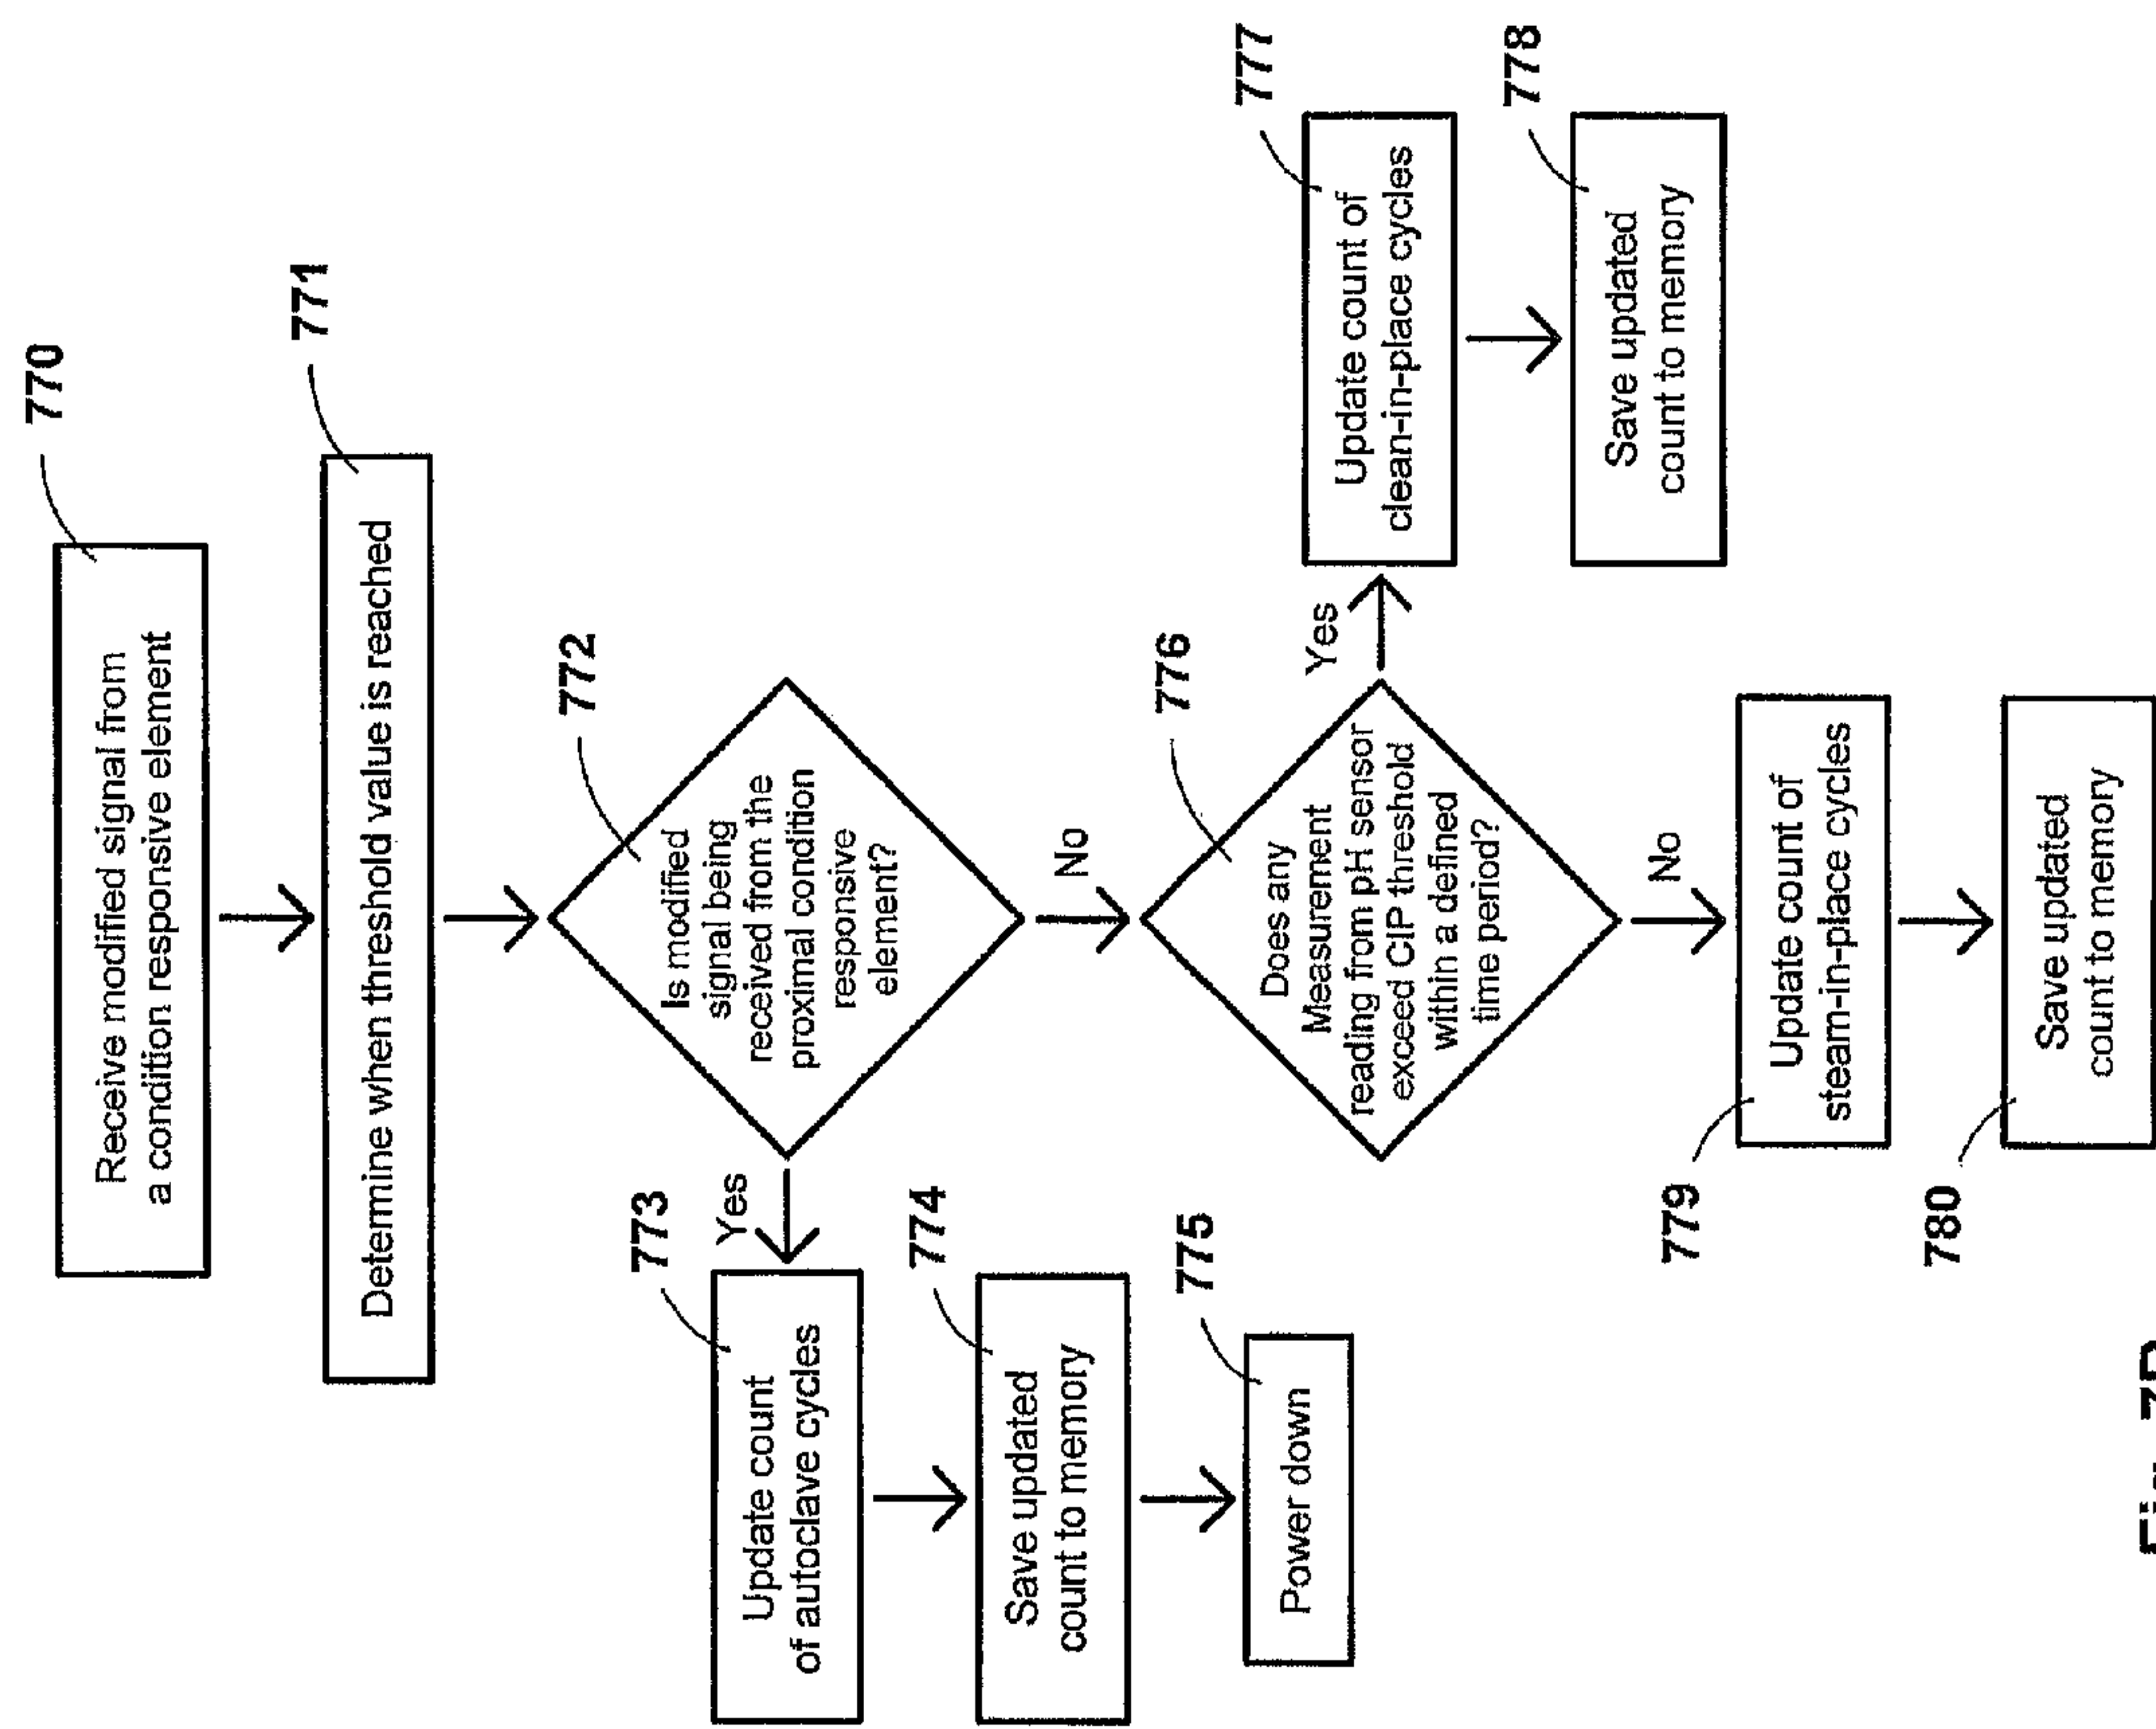 770
Receive modified signal from
a condition responsive element
771
Determine when threshold value is reached
772
Is modified
signal being
received from the
proximal condition
responsive
element?
Yes
No
773
Update count
of autoclave cycles
774
Save updated
count to memory
775
Power down
776
Does any
Measurement
reading from pH sensor
exceed CIP threshold
within a defined
time period?
Yes
No
777
Update count of
clean-in-place cycles
778
Save updated
count to memory
779
Update count of
steam-in-place cycles
780
Save updated
count to memory